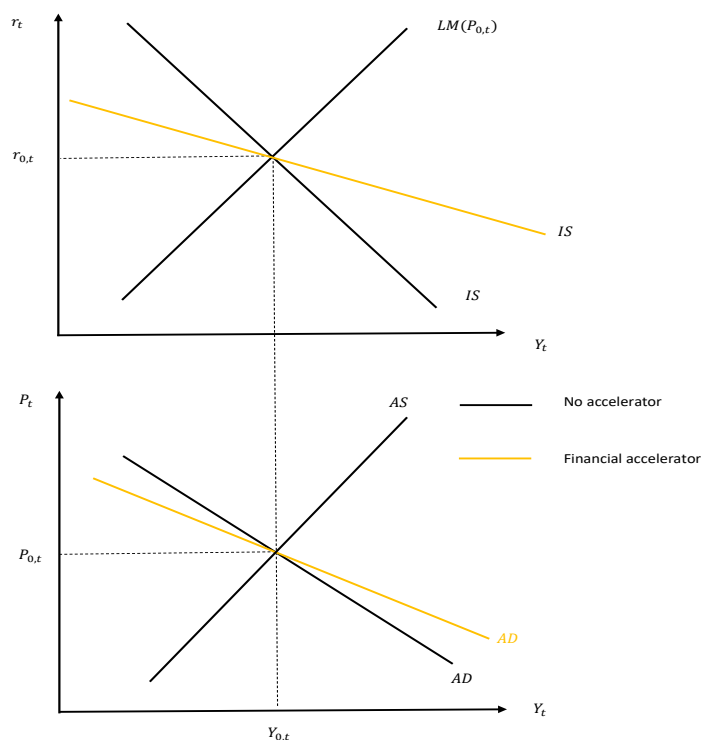 r_t
LM(P_{0,t})
r_{0,t}
IS
IS
Y_t
P_t
AS
No accelerator
Financial accelerator
P_{0,t}
AD
AD
Y_{0,t}
Y_t